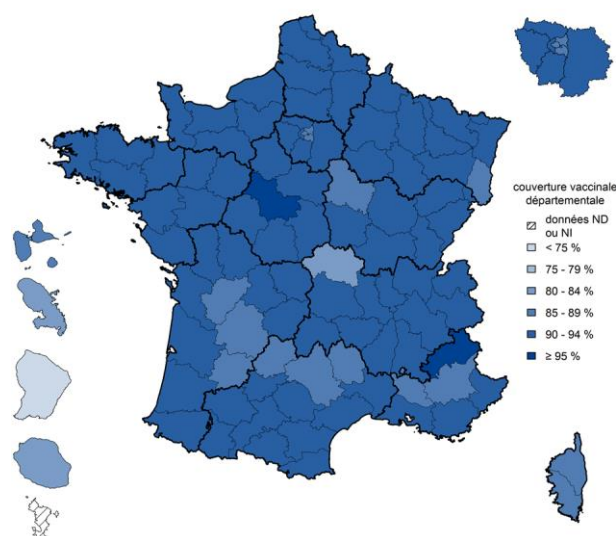 couverture vaccinale
départementale
données ND
ou NI
< 75 %
75 - 79 %
80 - 84 %
85 - 89 %
90 - 94 %
≥ 95 %